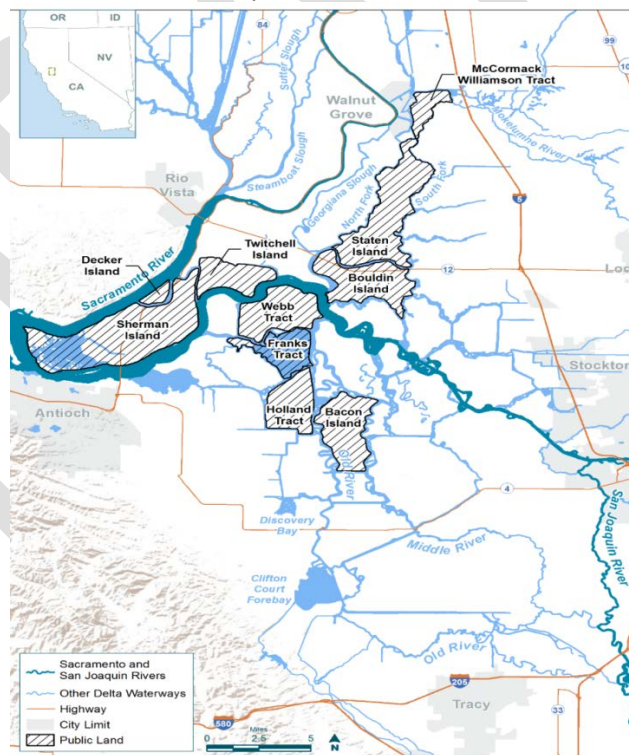 OR
ID
NV
CA
84
99
Sutter Slough
McCormack
Williamson Tract
Walnut
Grove
Mokelumne River
Steamboat Slough
Georgiana Slough
North Fork
South Fork
Rio
Vista
5
Decker
Island
Sacramento River
Twitchell
Island
Staten
Island
12
Bouldin
Island
Sherman
Island
Webb
Tract
Franks
Tract
Stockton
Antioch
Holland
Tract
Bacon
Island
Old River
4
Discovery
Bay
Middle River
San Joaquin River
Clifton
Court
Forebay
Old River
205
Tracy
33
580
Sacramento and
San Joaquin Rivers
Other Delta Waterways
Highway
City Limit
Public Land
Miles
0 2.5 5
N